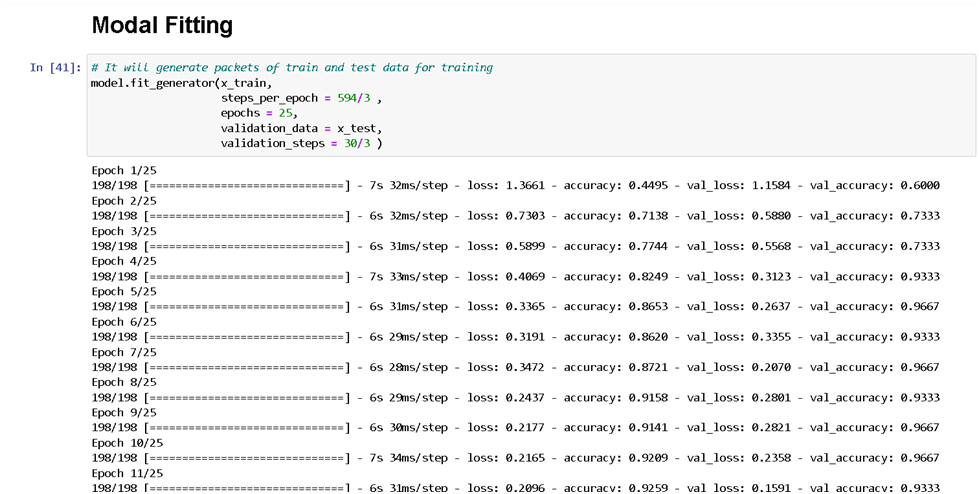 Modal Fitting
In [41]: # It will generate packets of train and test data for training
model.fit_generator(x_train,
steps_per_epoch = 594/3 ,
epochs = 25,
validation_data = x_test,
validation_steps = 30/3 )
Epoch 1/25
198/198 [==============================] - 7s 32ms/step - loss: 1.3661 - accuracy: 0.4495 - val_loss: 1.1584 - val_accuracy: 0.6000
Epoch 2/25
198/198 [==============================] - 6s 32ms/step - loss: 0.7303 - accuracy: 0.7138 - val_loss: 0.5880 - val_accuracy: 0.7333
Epoch 3/25
198/198 [==============================] - 6s 31ms/step - loss: 0.5899 - accuracy: 0.7744 - val_loss: 0.5568 - val_accuracy: 0.7333
Epoch 4/25
198/198 [==============================] - 7s 33ms/step - loss: 0.4069 - accuracy: 0.8249 - val_loss: 0.3123 - val_accuracy: 0.9333
Epoch 5/25
198/198 [==============================] - 6s 31ms/step - loss: 0.3365 - accuracy: 0.8653 - val_loss: 0.2637 - val_accuracy: 0.9667
Epoch 6/25
198/198 [==============================] - 6s 29ms/step - loss: 0.3191 - accuracy: 0.8620 - val_loss: 0.3355 - val_accuracy: 0.9333
Epoch 7/25
198/198 [==============================] - 6s 28ms/step - loss: 0.3472 - accuracy: 0.8721 - val_loss: 0.2070 - val_accuracy: 0.9667
Epoch 8/25
198/198 [==============================] - 6s 29ms/step - loss: 0.2437 - accuracy: 0.9158 - val_loss: 0.2801 - val_accuracy: 0.9333
Epoch 9/25
198/198 [==============================] - 6s 30ms/step - loss: 0.2177 - accuracy: 0.9141 - val_loss: 0.2821 - val_accuracy: 0.9667
Epoch 10/25
198/198 [==============================] - 7s 34ms/step - loss: 0.2165 - accuracy: 0.9209 - val_loss: 0.2358 - val_accuracy: 0.9667
Epoch 11/25
198/198 [==============================] - 6s 31ms/step - loss: 0.2096 - accuracy: 0.9259 - val_loss: 0.1591 - val_accuracy: 0.9333